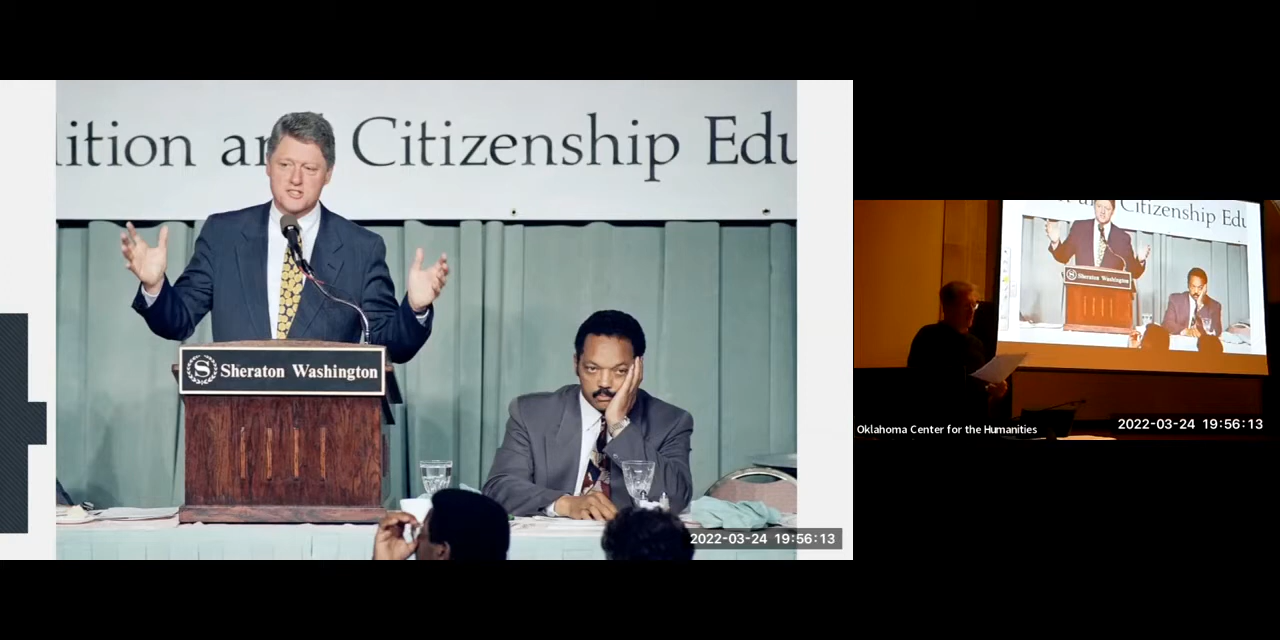 ition an Citizenship Edu
S Sheraton Washington
2022-03-24 19:56:13
Citizenship Edu
Sheraton Washington
Oklahoma Center for the Humanities
2022-03-24 19:56:13